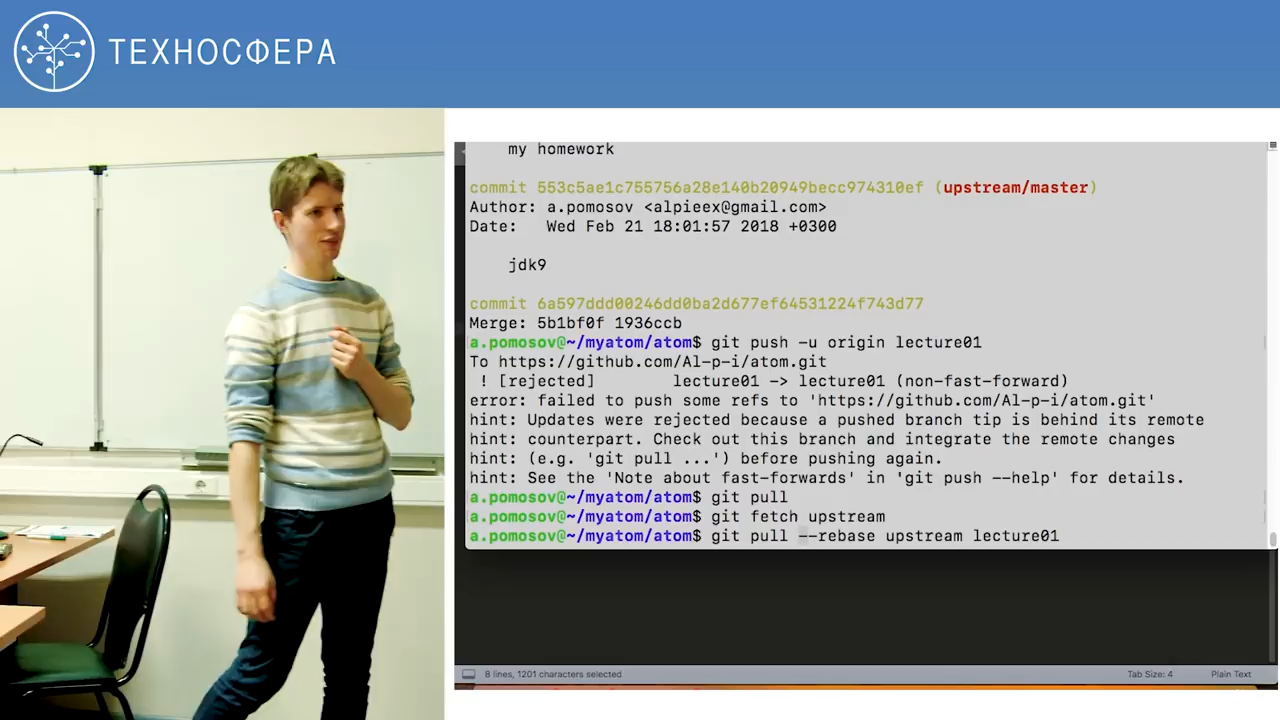 ТЕХНОСФЕРА
my homework
commit 553c5ae1c755756a28e140b20949becc974310ef (upstream/master)
Author: a.pomosov <alpieex@gmail.com>
Date:   Wed Feb 21 18:01:57 2018 +0300
jdk9
commit 6a597ddd00246dd0ba2d677ef64531224f743d77
Merge: 5b1bf0f 1936ccb
a.pomosov@~/myatom/atom$ git push -u origin lecture01
To https://github.com/Al-p-i/atom.git
! [rejected]        lecture01 -> lecture01 (non-fast-forward)
error: failed to push some refs to 'https://github.com/Al-p-i/atom.git'
hint: Updates were rejected because a pushed branch tip is behind its remote
hint: counterpart. Check out this branch and integrate the remote changes
hint: (e.g. 'git pull ...') before pushing again.
hint: See the 'Note about fast-forwards' in 'git push --help' for details.
a.pomosov@~/myatom/atom$ git pull
a.pomosov@~/myatom/atom$ git fetch upstream
a.pomosov@~/myatom/atom$ git pull --rebase upstream lecture01
8 lines, 1201 characters selected
Tab Size: 4
Plain Text